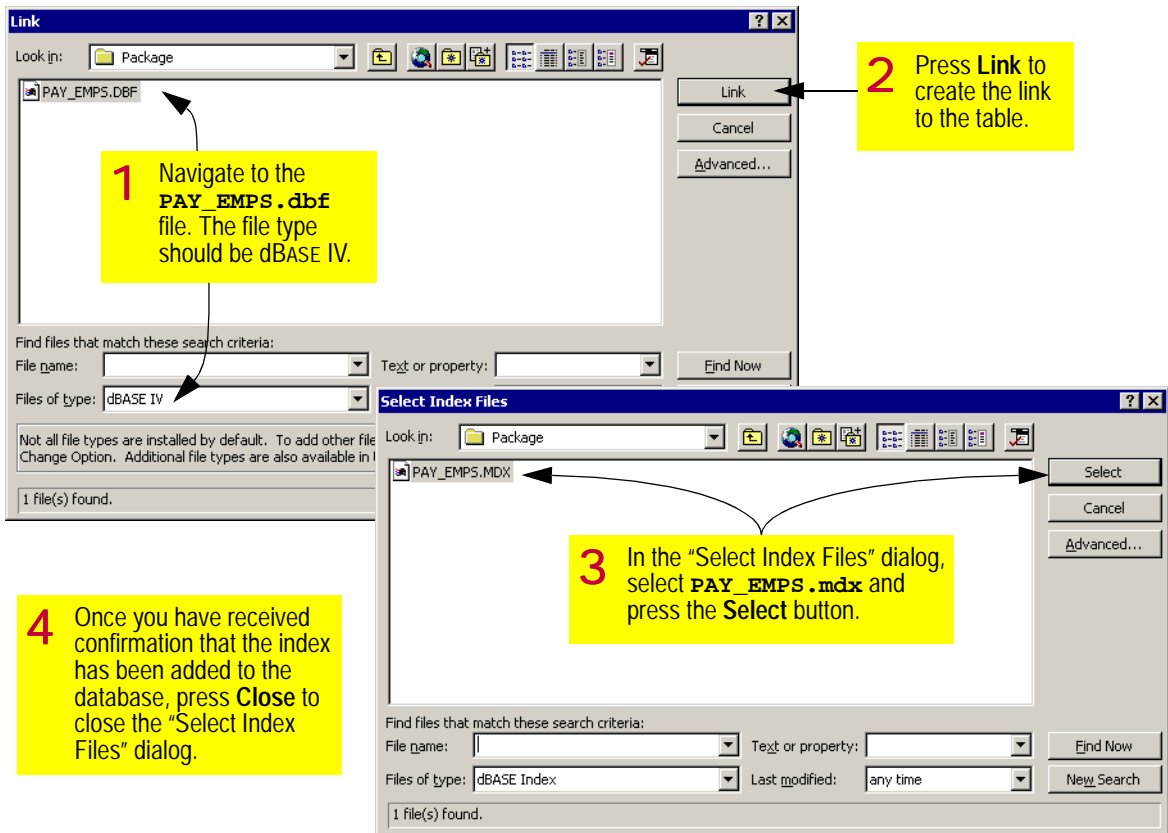 Link
Look in: Package
PAY_EMPS.DBF
Link
Cancel
Advanced...
1 Navigate to the
PAY_EMPS.dbf
file. The file type
should be dBASE IV.
2 Press Link to
create the link
to the table.
Find files that match these search criteria:
File name:
Text or property:
Find Now
Files of type: dBASE IV
Not all file types are installed by default. To add other file
Change Option. Additional file types are also available in
1 file(s) found.
Select Index Files
Look in: Package
PAY_EMPS.MDX
Select
Cancel
Advanced...
3 In the “Select Index Files” dialog,
select PAY_EMPS.mdx and
press the Select button.
4 Once you have received
confirmation that the index
has been added to the
database, press Close to
close the “Select Index
Files” dialog.
Find files that match these search criteria:
File name:
Text or property:
Find Now
Files of type: dBASE Index
Last modified: any time
New Search
1 file(s) found.